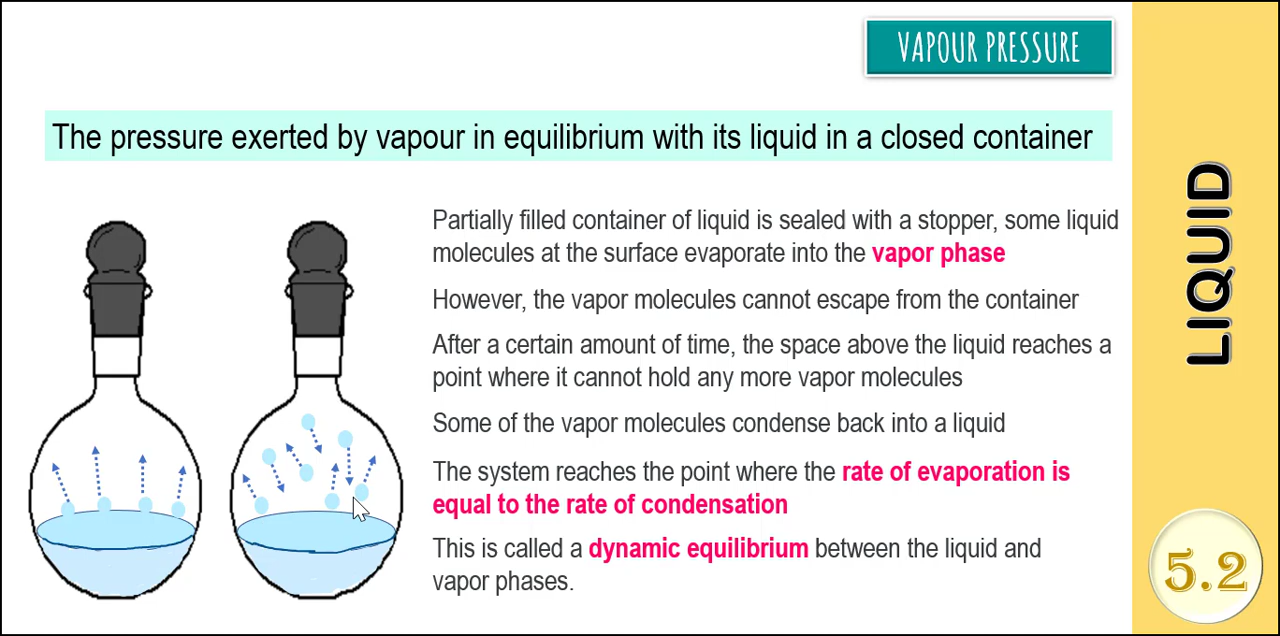 VAPOUR PRESSURE
The pressure exerted by vapour in equilibrium with its liquid in a closed container
Partially filled container of liquid is sealed with a stopper, some liquid
molecules at the surface evaporate into the vapor phase
However, the vapor molecules cannot escape from the container
After a certain amount of time, the space above the liquid reaches a
point where it cannot hold any more vapor molecules
Some of the vapor molecules condense back into a liquid
The system reaches the point where the rate of evaporation is
equal to the rate of condensation
This is called a dynamic equilibrium between the liquid and
vapor phases.
LIQUID
5.2